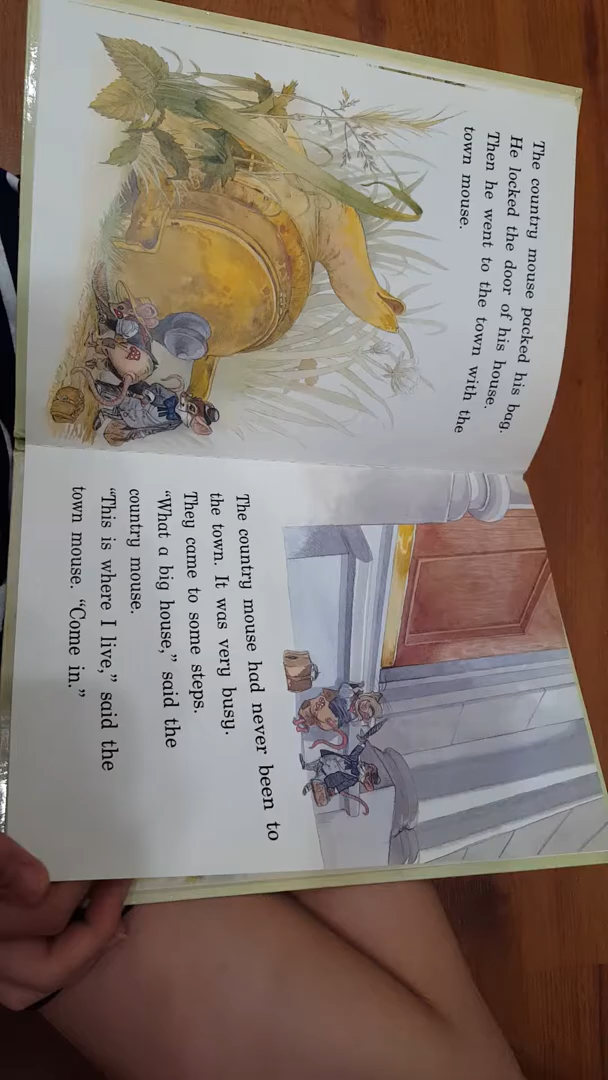 The country mouse packed his bag.
He locked the door of his house.
Then he went to the town with the
town mouse.
The country mouse had never been to
the town. It was very busy.
They came to some steps.
“What a big house,” said the
country mouse.
“This is where I live,” said the
town mouse. “Come in.”